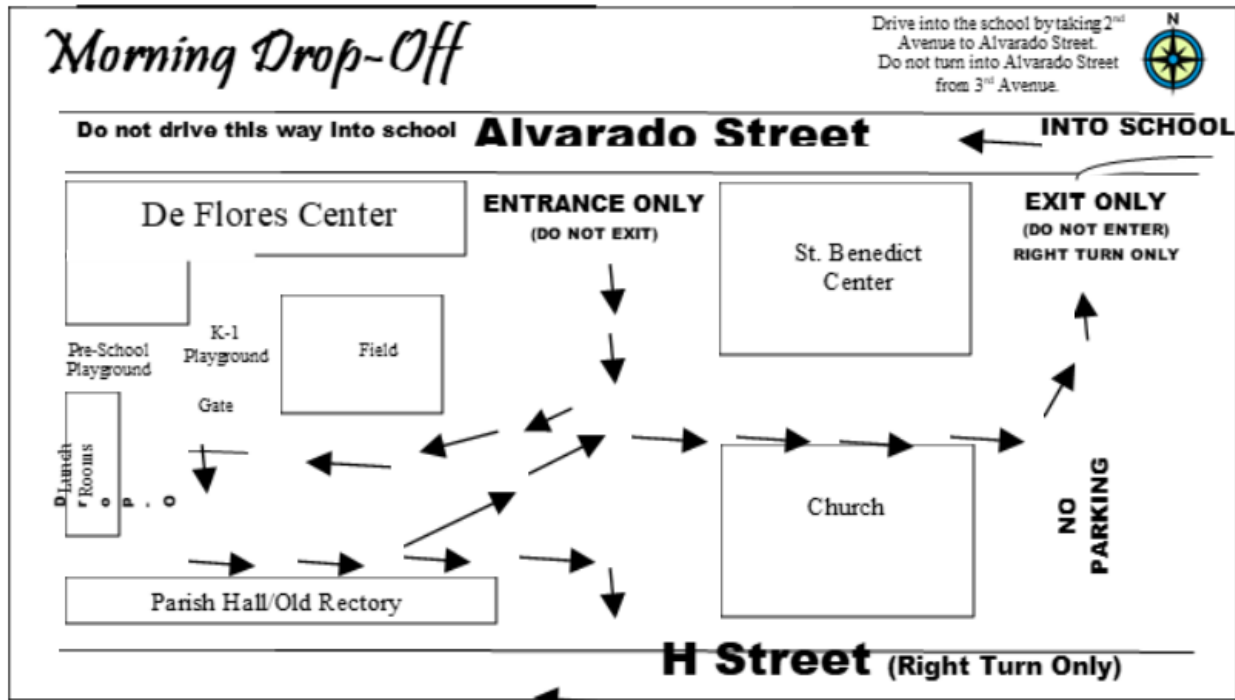 Morning Drop-Off
Drive into the school by taking 2nd
Avenue to Alvarado Street.
Do not turn into Alvarado Street
from 3rd Avenue.
N
Do not drive this way into school
Alvarado Street
INTO SCHOOL
De Flores Center
ENTRANCE ONLY
(DO NOT EXIT)
St. Benedict
Center
EXIT ONLY
(DO NOT ENTER)
RIGHT TURN ONLY
Pre-School
Playground
K-1
Playground
Field
Gate
Lunch
Rooms
Drop-O
Church
NO
PARKING
Parish Hall/Old Rectory
H Street (Right Turn Only)